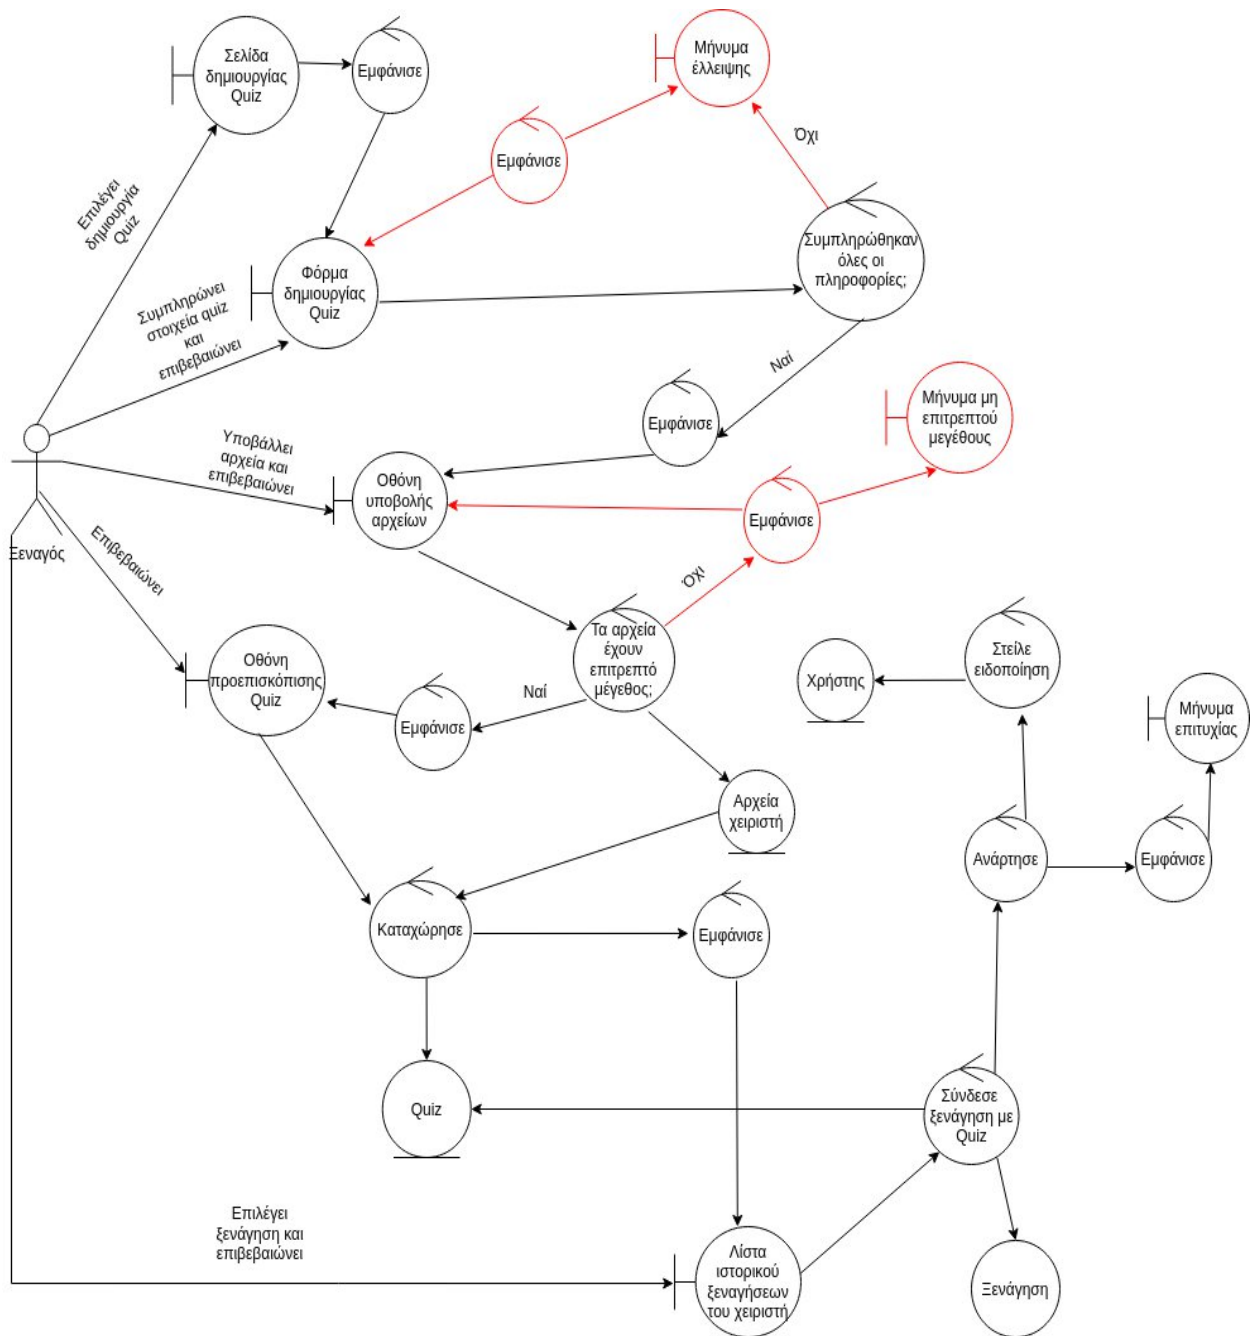 Σελίδα
δημιουργίας
Quiz
Εμφάνισε
Μήνυμα
έλλειψης
Εμφάνισε
Όχι
Επιλέγει
δημιουργία
Quiz
Συμπληρώθηκαν
όλες οι
πληροφορίες;
Φόρμα
δημιουργίας
Quiz
Συμπληρώνει
στοιχεία quiz
και
επιβεβαιώνει
Ναί
Εμφάνισε
Μήνυμα μη
επιτρεπτού
μεγέθους
Υποβάλλει
αρχεία και
επιβεβαιώνει
Οθόνη
υποβολής
αρχείων
Εμφάνισε
Ξεναγός
Επιβεβαιώνει
Όχι
Τα αρχεία
έχουν
επιτρεπτό
μέγεθος;
Οθόνη
προεπισκόπισης
Quiz
Ναί
Εμφάνισε
Χρήστης
Στείλε
ειδοποίηση
Μήνυμα
επιτυχίας
Αρχεία
χειριστή
Ανάρτησε
Εμφάνισε
Καταχώρησε
Εμφάνισε
Quiz
Σύνδεσε
ξενάγηση με
Quiz
Επιλέγει
ξενάγηση και
επιβεβαιώνει
Λίστα
ιστορικού
ξεναγήσεων
του χειριστή
Ξενάγηση